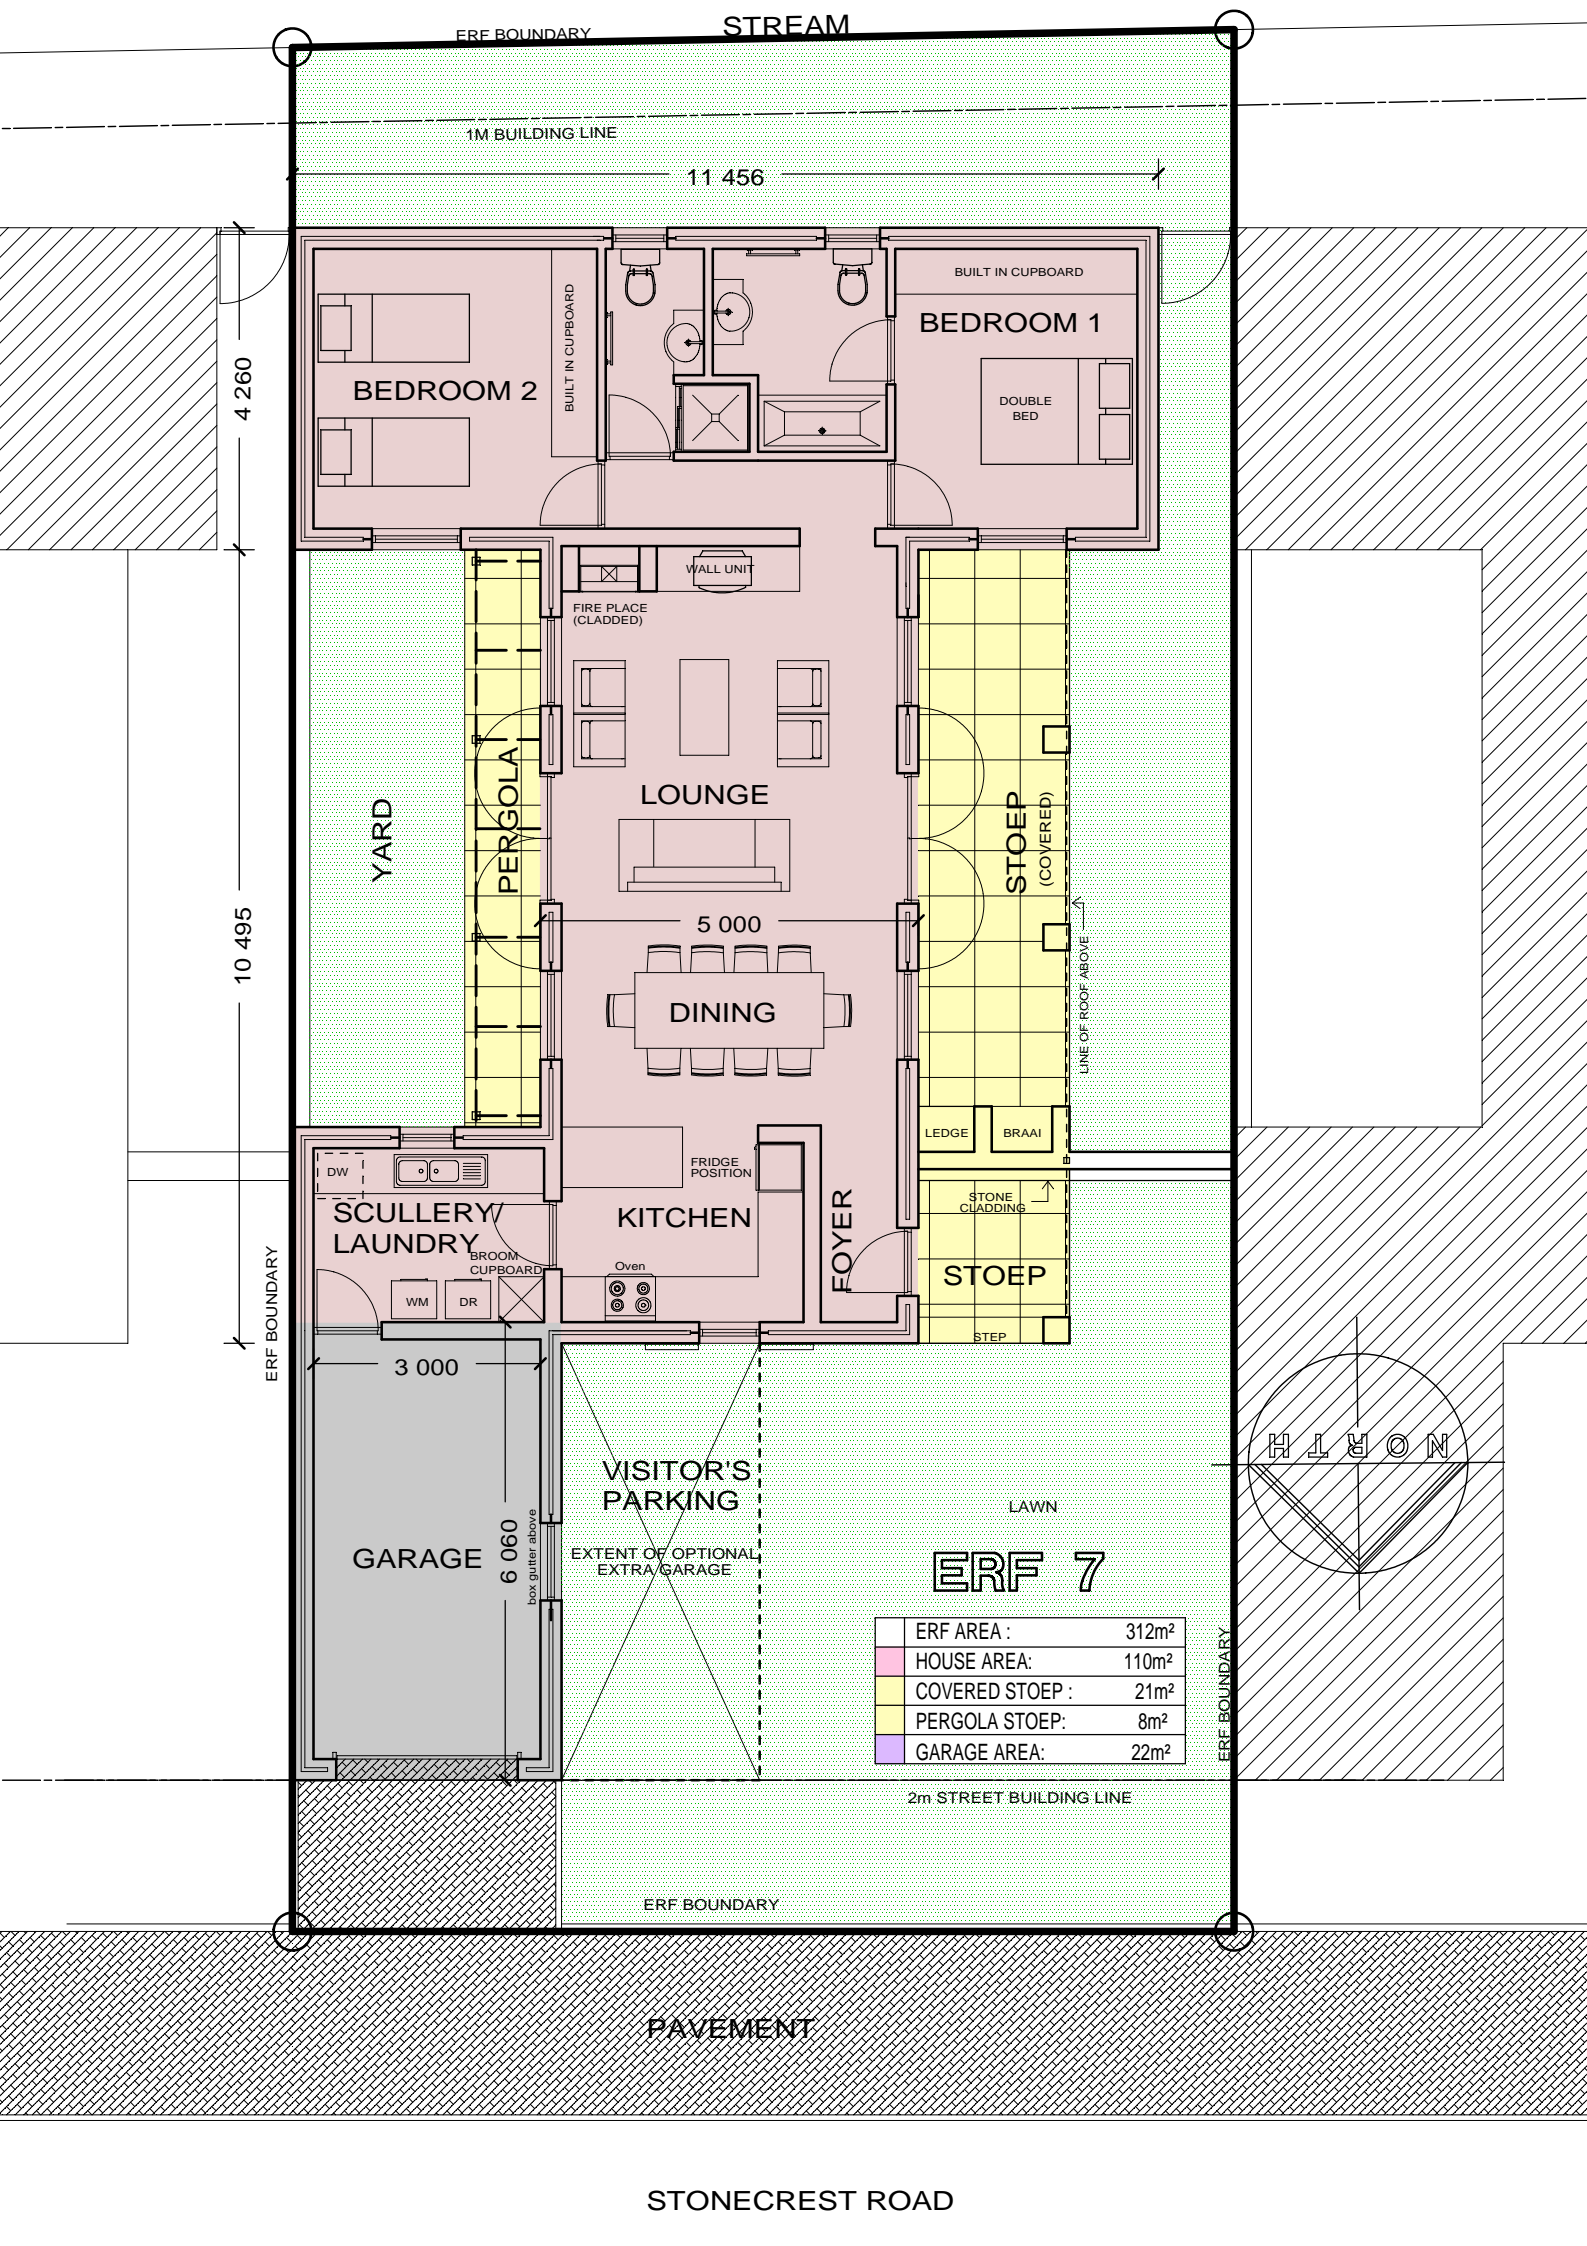 STREAM
ERF BOUNDARY
1M BUILDING LINE
11 456
BUILT IN CUPBOARD
BEDROOM 1
BUILT IN CUPBOARD
BEDROOM 2
4 260
DOUBLE
BED
WALL UNIT
FIRE PLACE
(CLADDED)
LOUNGE
YARD
PERGOLA
STOEP
(COVERED)
5 000
10 495
LINE OF ROOF ABOVE
DINING
LEDGE
BRAAI
DW
FRIDGE
POSITION
STONE
CLADDING
SCULLERY/
LAUNDRY
KITCHEN
FOYER
BROOM
CUPBOARD
Oven
STOEP
WM
DR
STEP
ERF BOUNDARY
3 000
NORTH
VISITOR'S
PARKING
LAWN
GARAGE
6 060
box gutter above
EXTENT OF OPTIONAL
EXTRA GARAGE
ERF 7
ERF AREA : 312m²
HOUSE AREA: 110m²
COVERED STOEP : 21m²
PERGOLA STOEP: 8m²
GARAGE AREA: 22m²
ERF BOUNDARY
2m STREET BUILDING LINE
ERF BOUNDARY
PAVEMENT
STONECREST ROAD